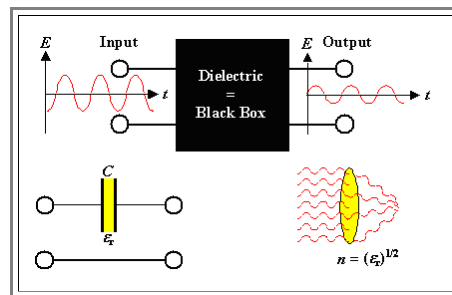 E Input
E Output
Dielectric
=
Black Box
t
t
C
εr
n = (εr)1/2